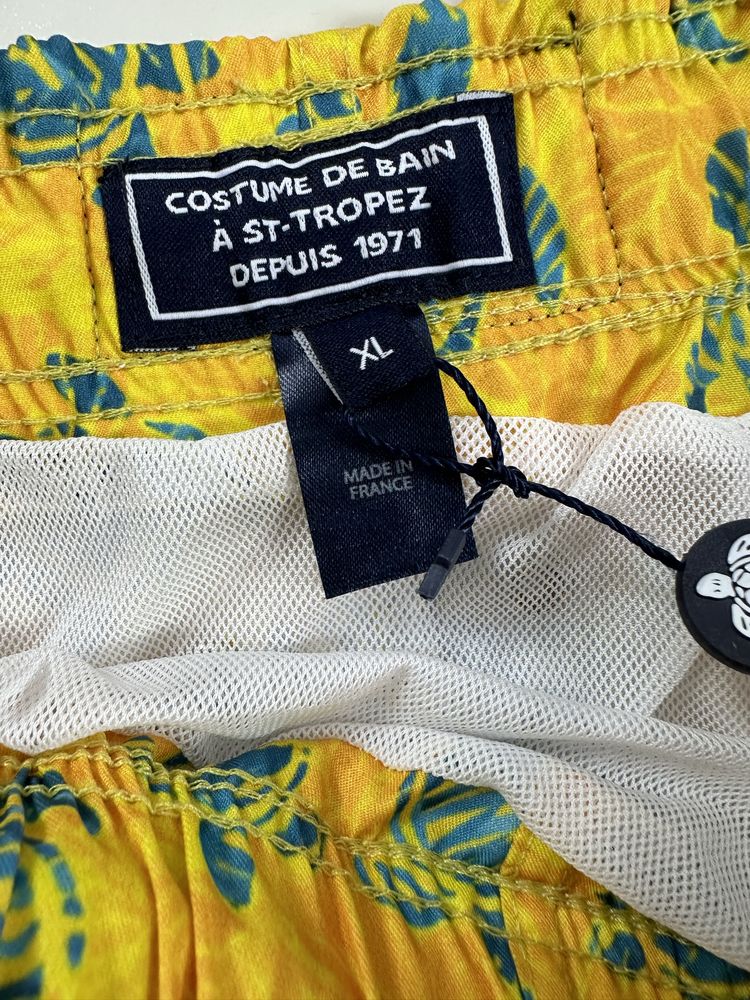 COSTUME DE BAIN
À ST-TROPEZ
DEPUIS 1971
XL
MADE IN
FRANCE